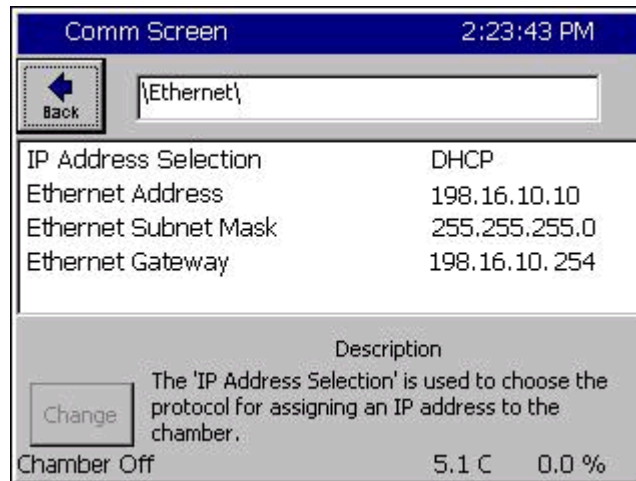 Comm Screen 2:23:43 PM
Back
\Ethernet\
IP Address Selection DHCP
Ethernet Address 198.16.10.10
Ethernet Subnet Mask 255.255.255.0
Ethernet Gateway 198.16.10.254
Description
The 'IP Address Selection' is used to choose the
protocol for assigning an IP address to the
chamber.
Change
Chamber Off 5.1 C 0.0 %